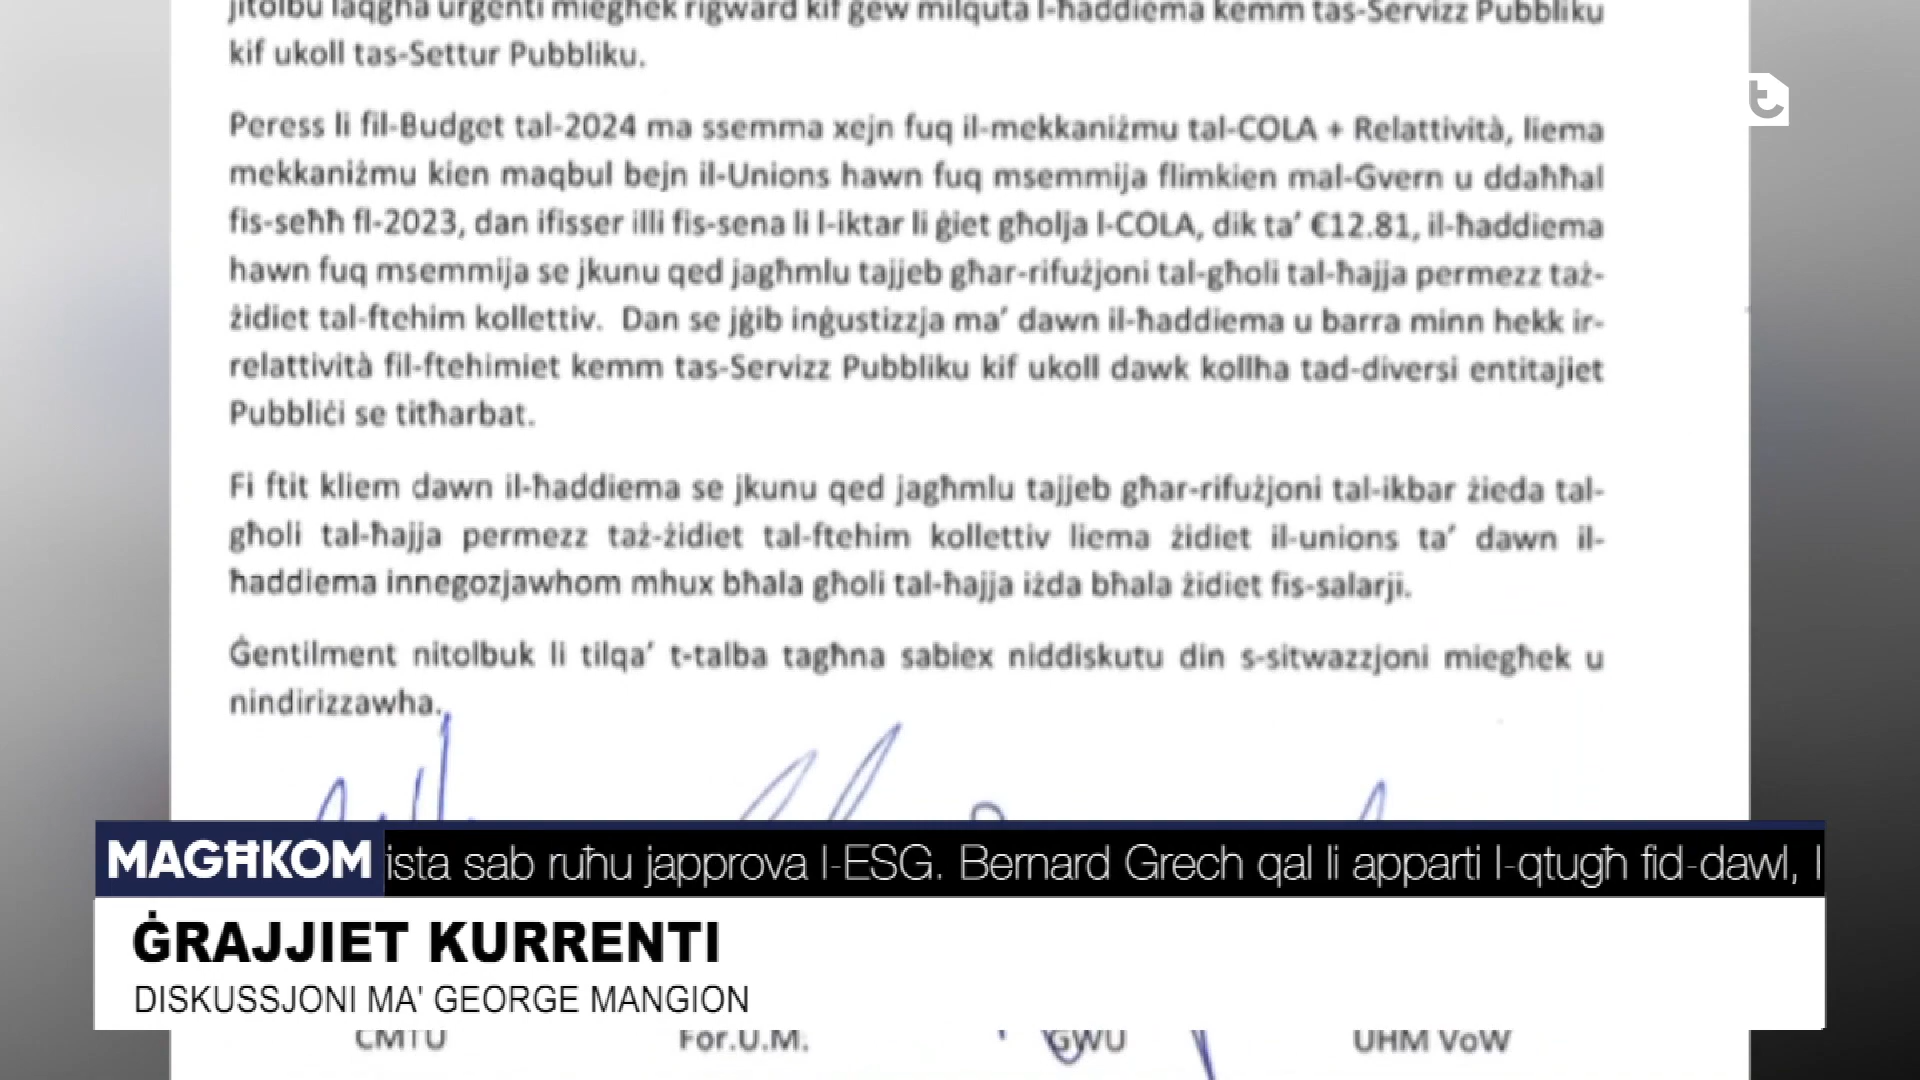 jitolbu laqgħa urġenti miegħek rigward kif ġew milquta l-ħaddiema kemm tas-Servizz Pubbliku
kif ukoll tas-Settur Pubbliku.
Peress li fil-Budget tal-2024 ma ssemma xejn fuq il-mekkaniżmu tal-COLA + Relattività, liema
mekkaniżmu kien maqbul bejn il-Unions hawn fuq msemmija flimkien mal-Gvern u ddaħħal
fis-seħħ fl-2023, dan ifisser illi fis-sena li l-iktar li ġiet għolja l-COLA, dik ta’ €12.81, il-ħaddiema
hawn fuq msemmija se jkunu qed jagħmlu tajjeb għar-rifużjoni tal-għoli tal-ħajja permezz taż-
żidiet tal-ftehim kollettiv. Dan se jġib inġustizzja ma’ dawn il-ħaddiema u barra minn hekk ir-
relattività fil-ftehimiet kemm tas-Servizz Pubbliku kif ukoll dawk kollha tad-diversi entitajiet
Pubbliċi se titħarbat.
Fi ftit kliem dawn il-ħaddiema se jkunu qed jagħmlu tajjeb għar-rifużjoni tal-ikbar żieda tal-
għoli tal-ħajja permezz taż-żidiet tal-ftehim kollettiv liema żidiet il-unions ta’ dawn il-
ħaddiema innegozjawhom mhux bħala għoli tal-ħajja iżda bħala żidiet fis-salarji.
Ġentilment nitolbuk li tilqa’ t-talba tagħna sabiex niddiskutu din s-sitwazzjoni miegħek u
nindirizzawha.
MAGĦKOM ista sab ruħu japprova l-ESG. Bernard Grech qal li apparti l-qtugħ fid-dawl, l
ĠRAJJIET KURRENTI
DISKUSSJONI MA' GEORGE MANGION
CMTU For.U.M. GWU UHM VoW